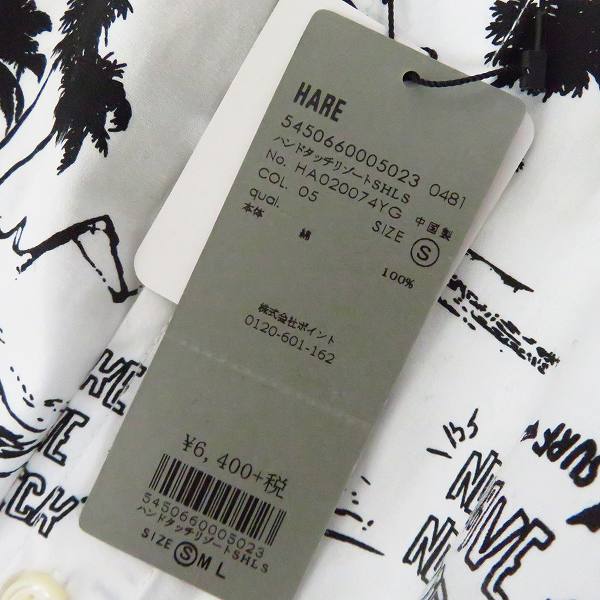 HARE
5450660005023 0481
ハンドタッチリゾートSHLS
No. HA020074YG 中国製
COL. 05 SIZE S
qual.
本体 綿 100%
株式会社ポイント
0120-601-162
¥6,400+税
5450660005023
ハンドタッチリゾートSHLS
SIZE S M L